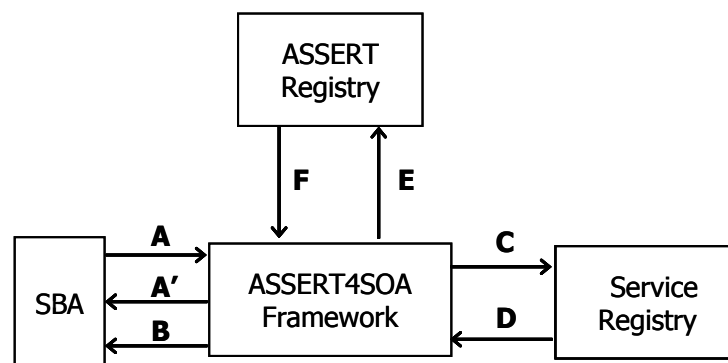 ASSERT
Registry
F
E
A
C
A′
SBA
ASSERT4SOA
Framework
Service
Registry
B
D